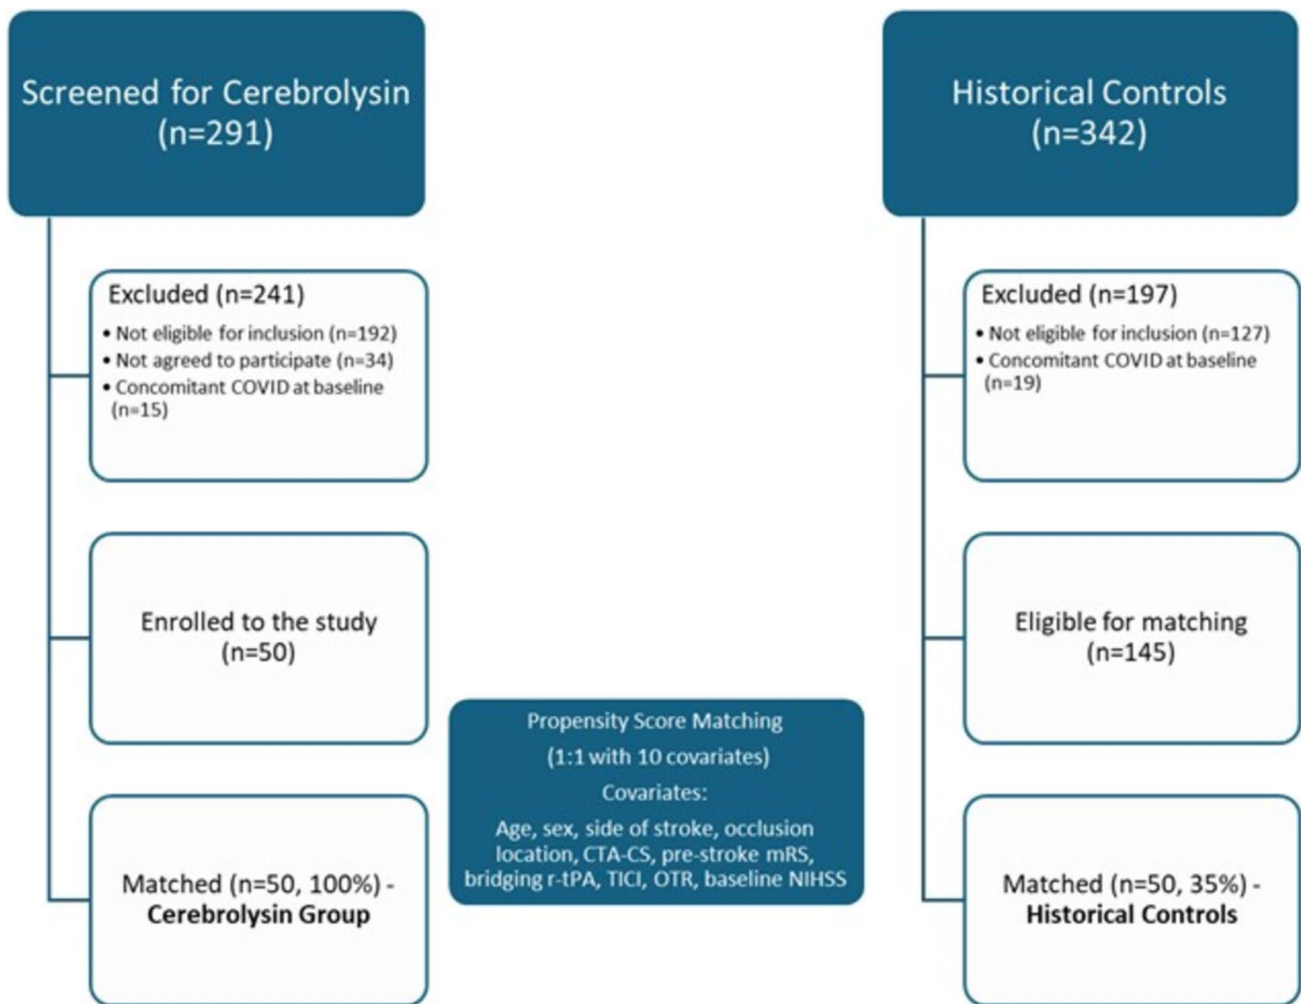 Screened for Cerebrolysin
(n=291)
Excluded (n=241)
• Not eligible for inclusion (n=192)
• Not agreed to participate (n=34)
• Concomitant COVID at baseline
(n=15)
Enrolled to the study
(n=50)
Matched (n=50, 100%) -
Cerebrolysin Group
Propensity Score Matching
(1:1 with 10 covariates)
Covariates:
Age, sex, side of stroke, occlusion
location, CTA-CS, pre-stroke mRS,
bridging r-tPA, TICI, OTR, baseline NIHSS
Historical Controls
(n=342)
Excluded (n=197)
• Not eligible for inclusion (n=127)
• Concomitant COVID at baseline
(n=19)
Eligible for matching
(n=145)
Matched (n=50, 35%) -
Historical Controls